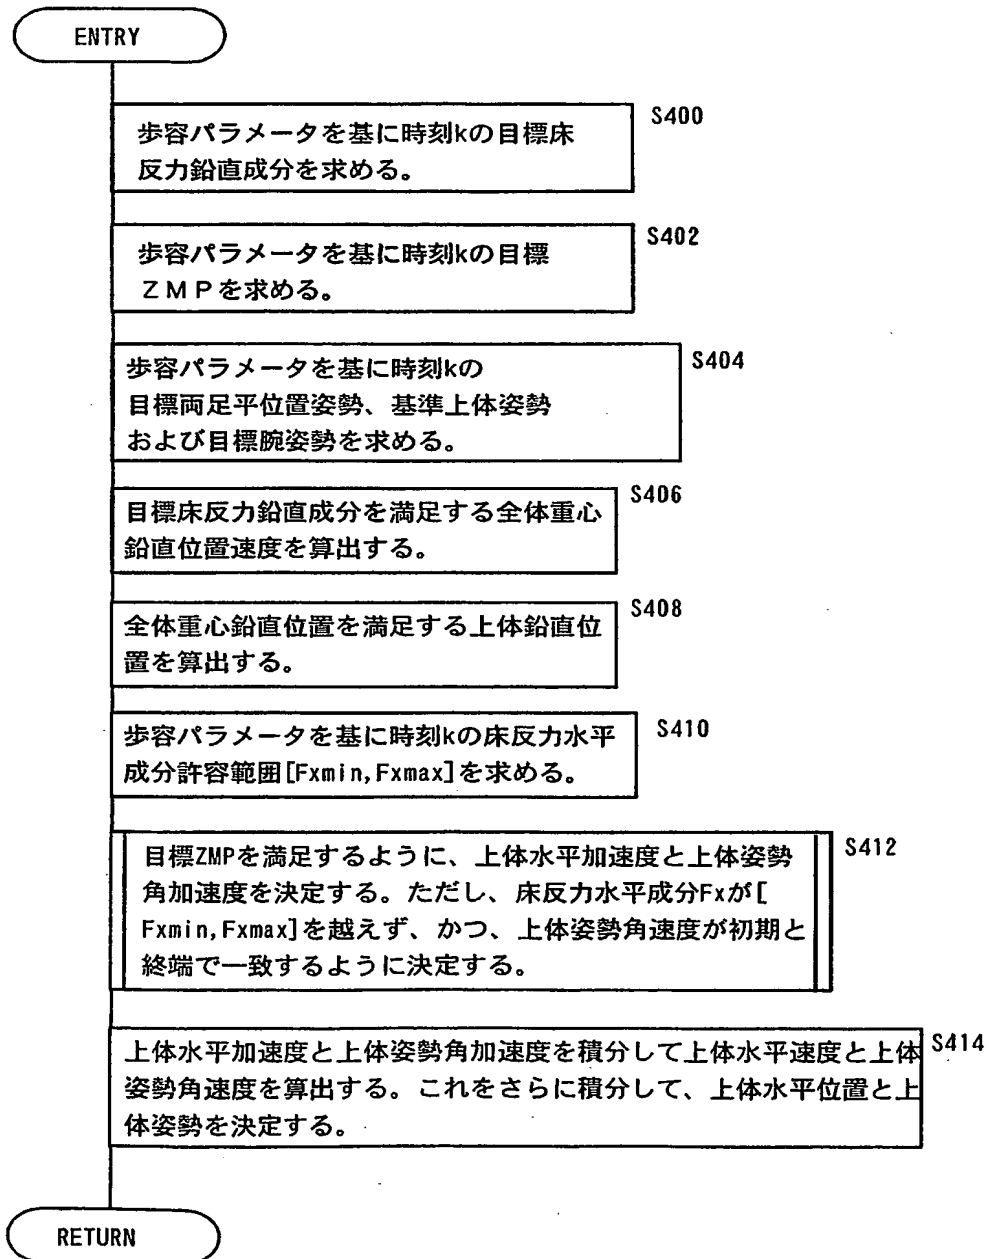 ENTRY
S400
歩容パラメータを基に時刻kの目標床
反力鉛直成分を求める。
S402
歩容パラメータを基に時刻kの目標
ＺＭＰを求める。
S404
歩容パラメータを基に時刻kの
目標両足平位置姿勢、基準上体姿勢
および目標腕姿勢を求める。
S406
目標床反力鉛直成分を満足する全体重心
鉛直位置速度を算出する。
S408
全体重心鉛直位置を満足する上体鉛直位
置を算出する。
S410
歩容パラメータを基に時刻kの床反力水平
成分許容範囲[Fxmin,Fxmax]を求める。
S412
目標ZMPを満足するように、上体水平加速度と上体姿勢
角加速度を決定する。ただし、床反力水平成分Fxが[
Fxmin,Fxmax]を越えず、かつ、上体姿勢角速度が初期と
終端で一致するように決定する。
S414
上体水平加速度と上体姿勢角加速度を積分して上体水平速度と上体
姿勢角速度を算出する。これをさらに積分して、上体水平位置と上
体姿勢を決定する。
RETURN